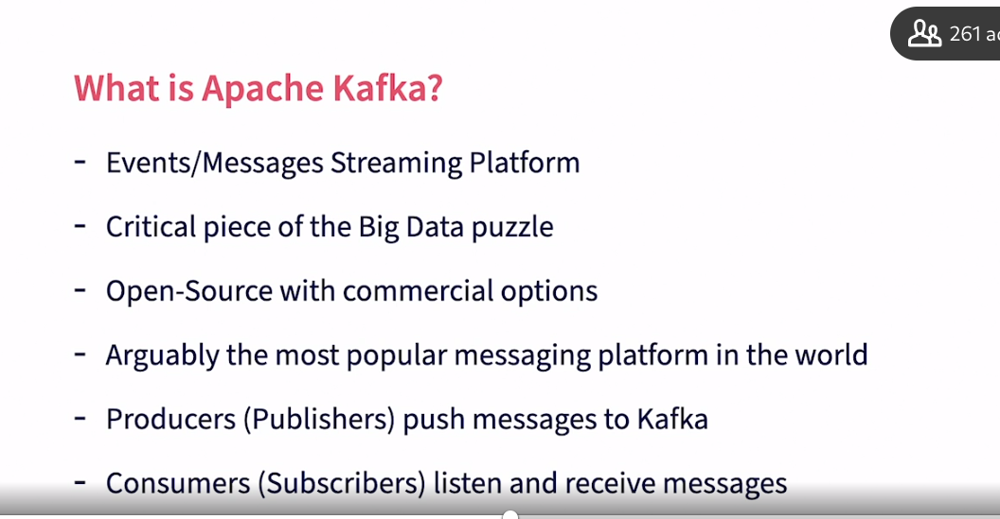 261
What is Apache Kafka?
- Events/Messages Streaming Platform
- Critical piece of the Big Data puzzle
- Open-Source with commercial options
- Arguably the most popular messaging platform in the world
- Producers (Publishers) push messages to Kafka
- Consumers (Subscribers) listen and receive messages